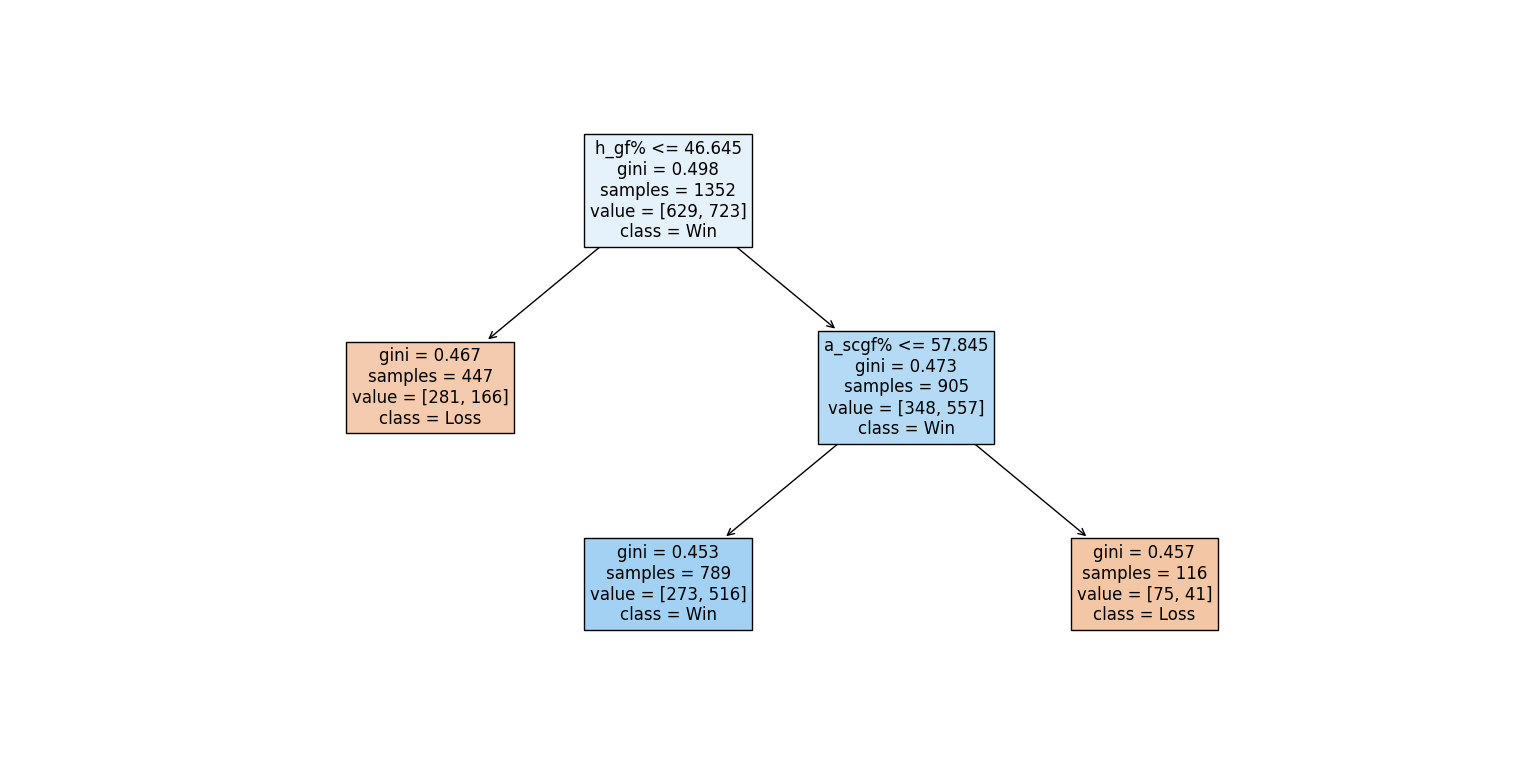 h_gf% <= 46.645
gini = 0.498
samples = 1352
value = [629, 723]
class = Win
gini = 0.467
samples = 447
value = [281, 166]
class = Loss
a_scgf% <= 57.845
gini = 0.473
samples = 905
value = [348, 557]
class = Win
gini = 0.453
samples = 789
value = [273, 516]
class = Win
gini = 0.457
samples = 116
value = [75, 41]
class = Loss